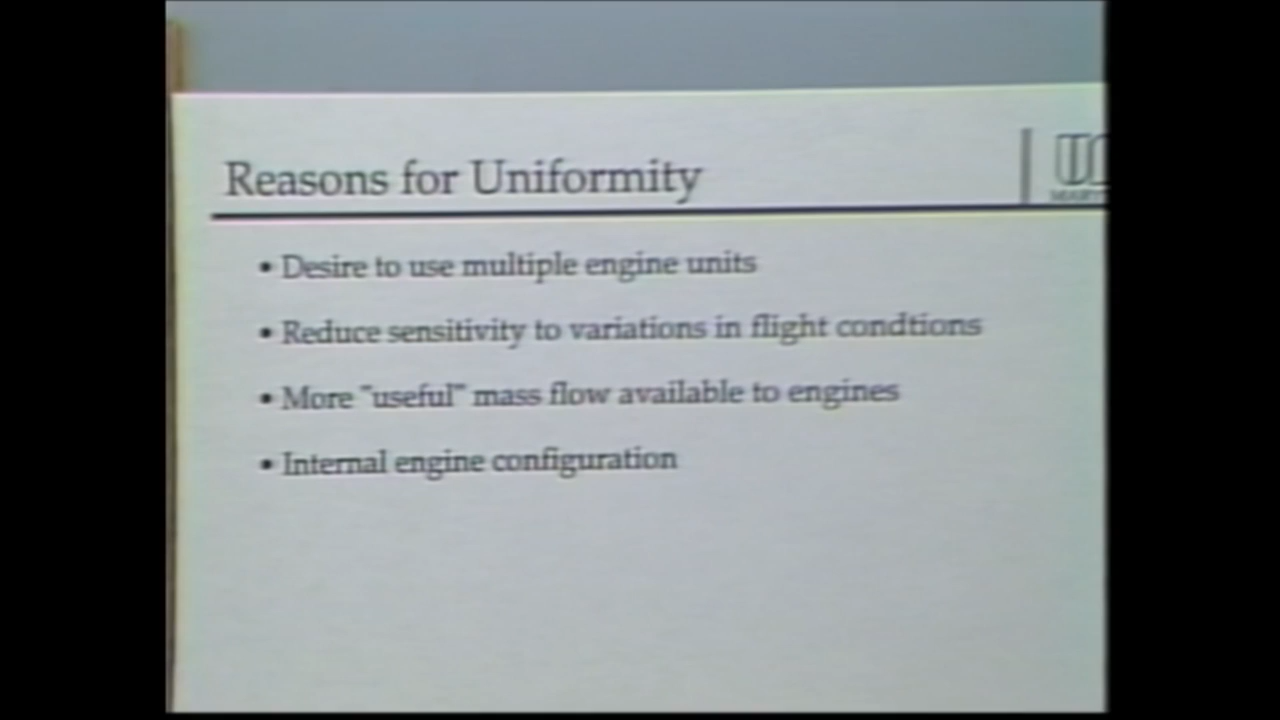 Reasons for Uniformity
• Desire to use multiple engine units
• Reduce sensitivity to variations in flight condtions
• More "useful" mass flow available to engines
• Internal engine configuration